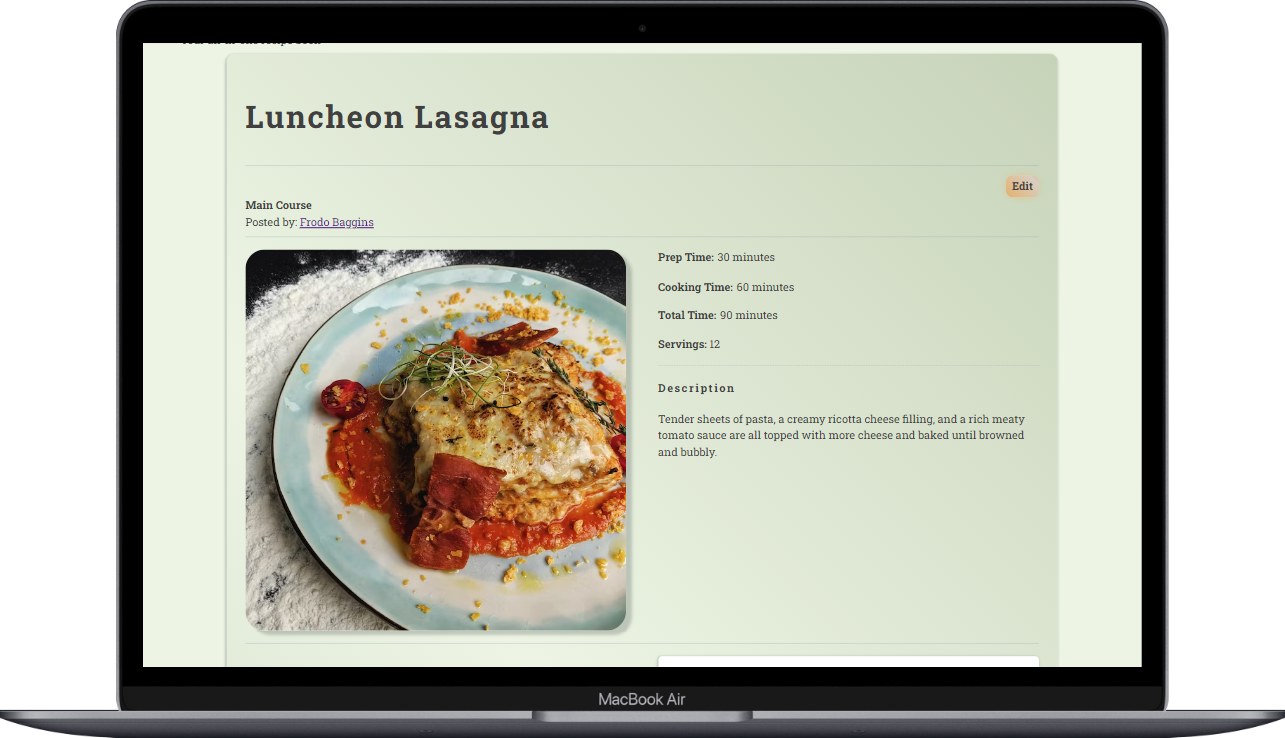 Luncheon Lasagna
Edit
Main Course
Posted by: Frodo Baggins
Prep Time: 30 minutes
Cooking Time: 60 minutes
Total Time: 90 minutes
Servings: 12
Description
Tender sheets of pasta, a creamy ricotta cheese filling, and a rich meaty
tomato sauce are all topped with more cheese and baked until browned
and bubbly.
MacBook Air